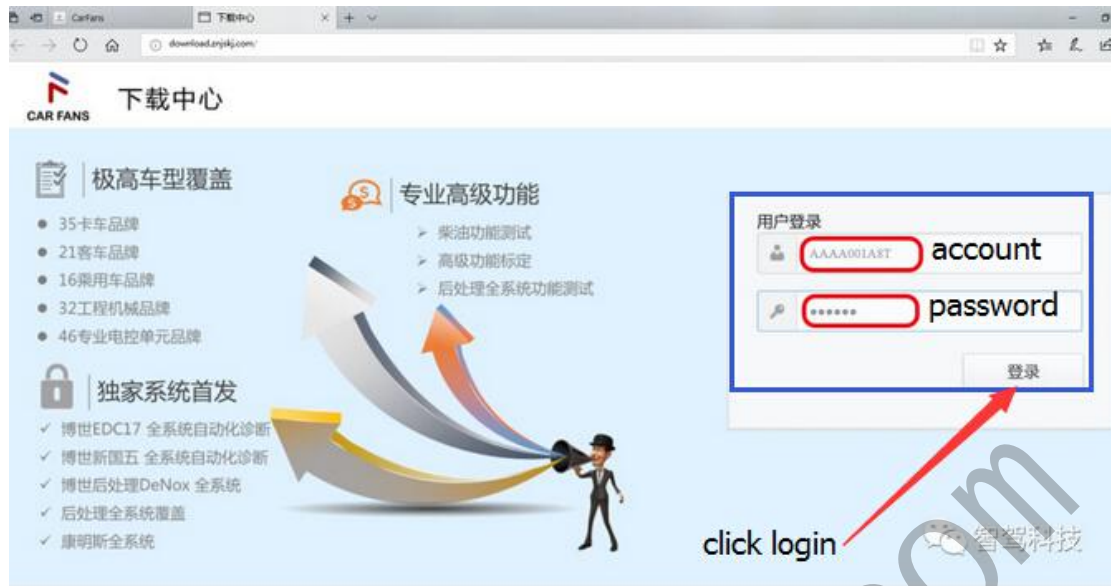 CarFans
下载中心
download.znjskj.com/
CAR FANS
下载中心
极高车型覆盖
35卡车品牌
21客车品牌
16乘用车品牌
32工程机械品牌
46专业电控单元品牌
独家系统首发
博世EDC17 全系统自动化诊断
博世新国五 全系统自动化诊断
博世后处理DeNox 全系统
后处理全系统覆盖
康明斯全系统
专业高级功能
柴油功能测试
高级功能标定
后处理全系统功能测试
用户登录
AAAA001A8T account
•••••• password
登录
click login
智驾科技
com